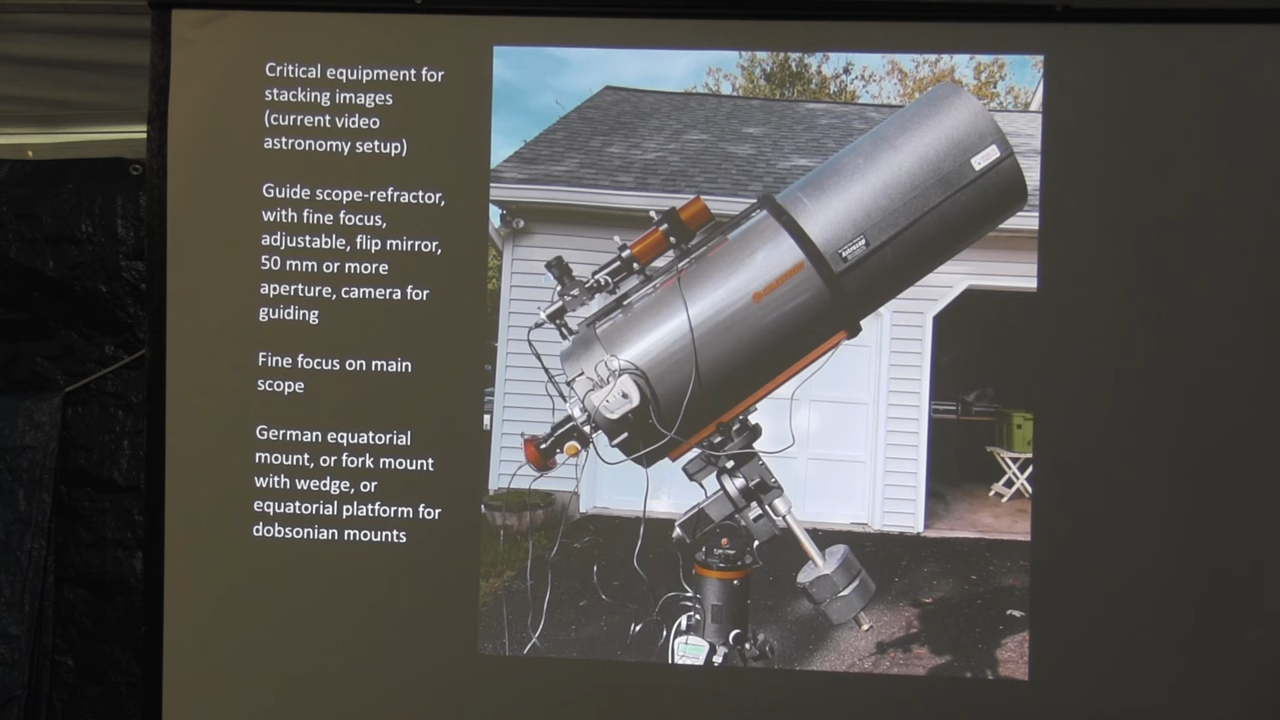 Critical equipment for
stacking images
(current video
astronomy setup)
Guide scope-refractor,
with fine focus,
adjustable, flip mirror,
50 mm or more
aperture, camera for
guiding
Fine focus on main
scope
German equatorial
mount, or fork mount
with wedge, or
equatorial platform for
dobsonian mounts
CELESTRON